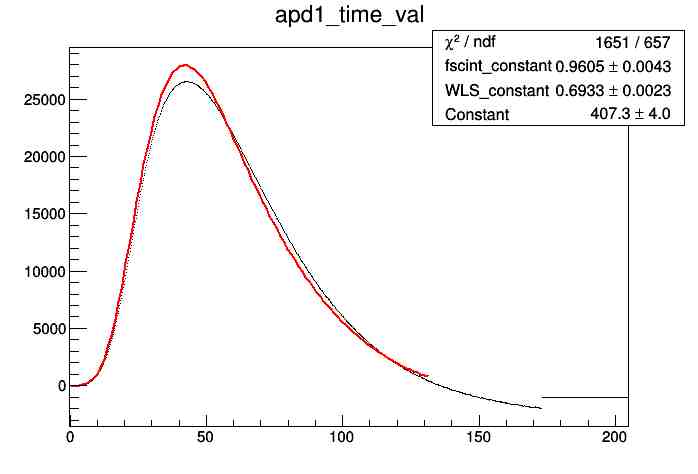 apd1_time_val
χ² / ndf 1651 / 657
fscint_constant 0.9605 ± 0.0043
WLS_constant 0.6933 ± 0.0023
Constant 407.3 ± 4.0
25000
20000
15000
10000
5000
0
0 50 100 150 200